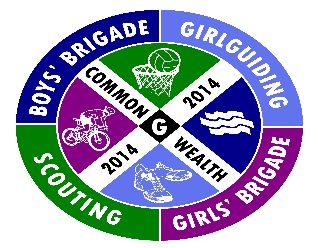 BOYS' BRIGADE
GIRLGUIDING
SCOUTING
GIRLS' BRIGADE
COMMON
2014
G
2014
WEALTH